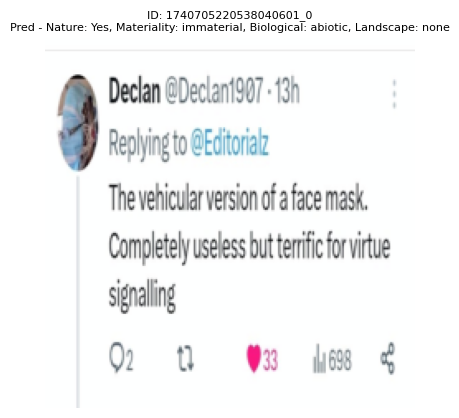 ID: 1740705220538040601_0
Pred - Nature: Yes, Materiality: immaterial, Biological: abiotic, Landscape: none
Declan @Declan1907 · 13h
Replying to @Editorialz
The vehicular version of a face mask.
Completely useless but terrific for virtue
signalling
2 33 698